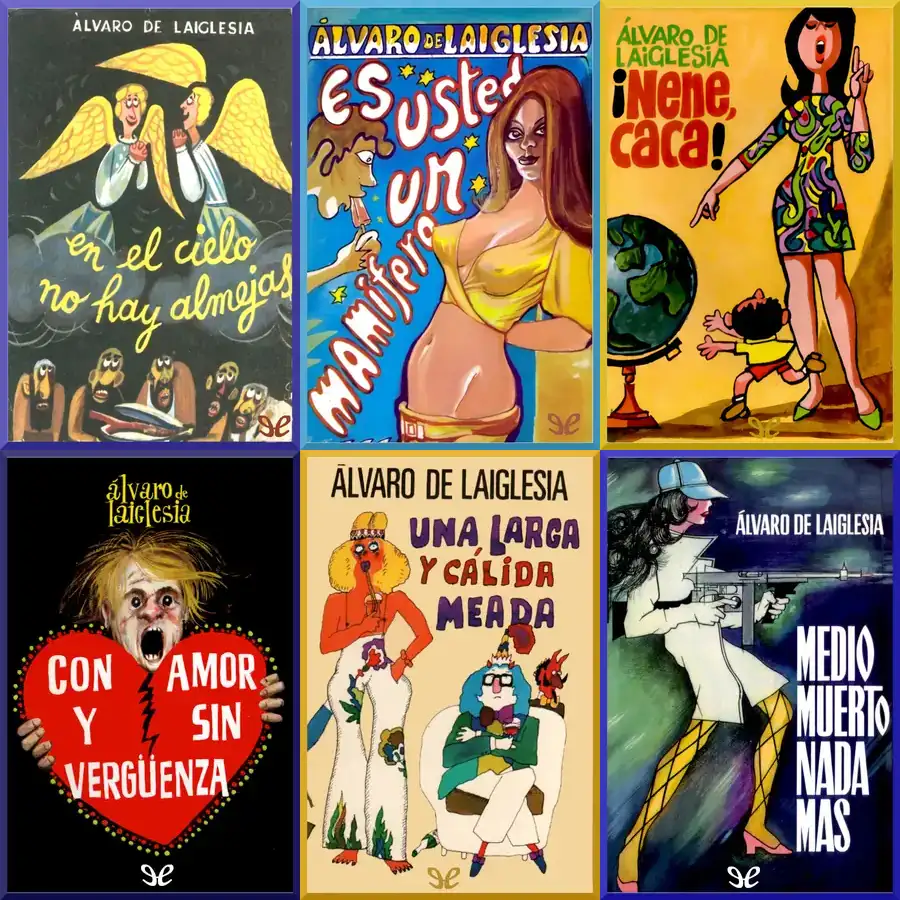 ÁLVARO DE LAIGLESIA
en el cielo
no hay almejas
ÁLVARO DE LAIGLESIA
ES
usted
un
mamífero
ÁLVARO DE
LAIGLESIA
¡Nene,
caca!
álvaro de
laiglesia
CON AMOR
Y SIN
VERGÜENZA
ÁLVARO DE LAIGLESIA
UNA LARGA
Y CÁLIDA
MEADA
ÁLVARO DE LAIGLESIA
MEDIO
MUERTO
NADA
MAS